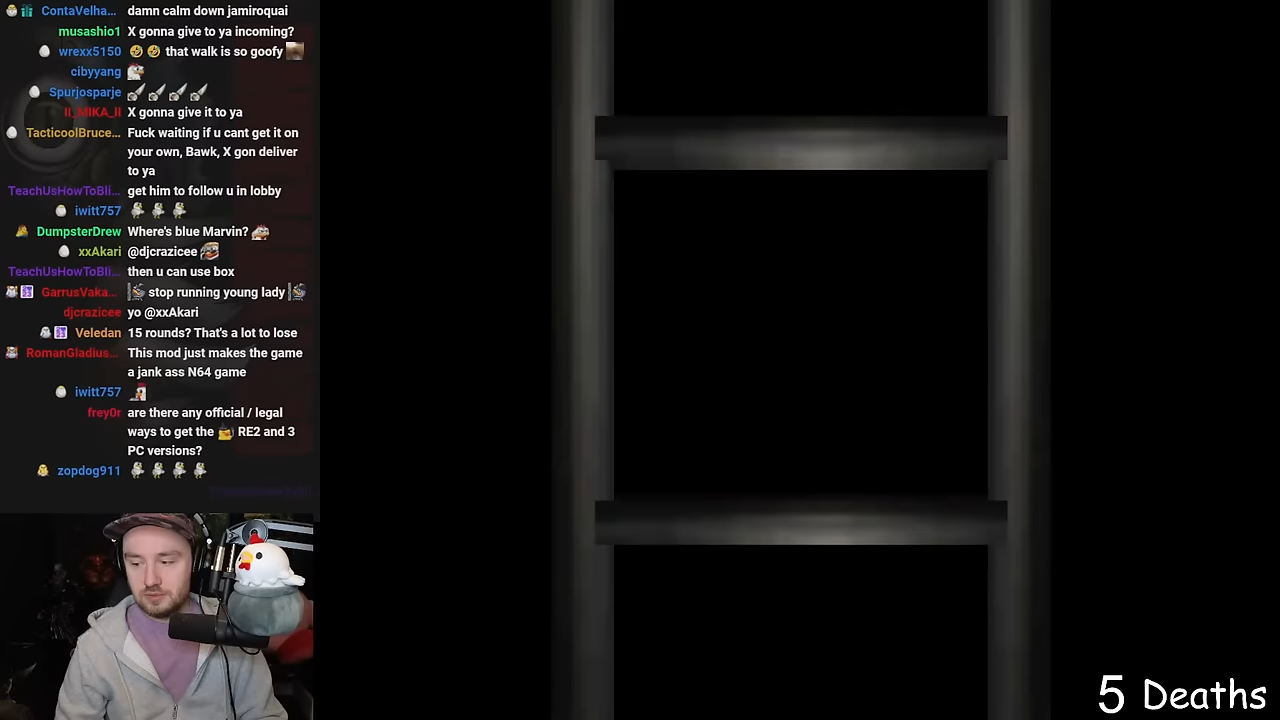 ContaVelha... damn calm down jamiroquai
musashio1 X gonna give to ya incoming?
wrexx5150 that walk is so goofy
cibyyang
Spurjosparje
II_MIKA_II X gonna give it to ya
TacticoolBruce... Fuck waiting if u cant get it on
your own, Bawk, X gon deliver
to ya
TeachUsHowToBli... get him to follow u in lobby
iwitt757
DumpsterDrew Where's blue Marvin?
xxAkari @djcrazicee
TeachUsHowToBli... then u can use box
GarrusVaka... stop running young lady
djcrazicee yo @xxAkari
Veledan 15 rounds? That's a lot to lose
RomanGladius... This mod just makes the game
a jank ass N64 game
iwitt757
frey0r are there any official / legal
ways to get the RE2 and 3
PC versions?
zopdog911
5 Deaths